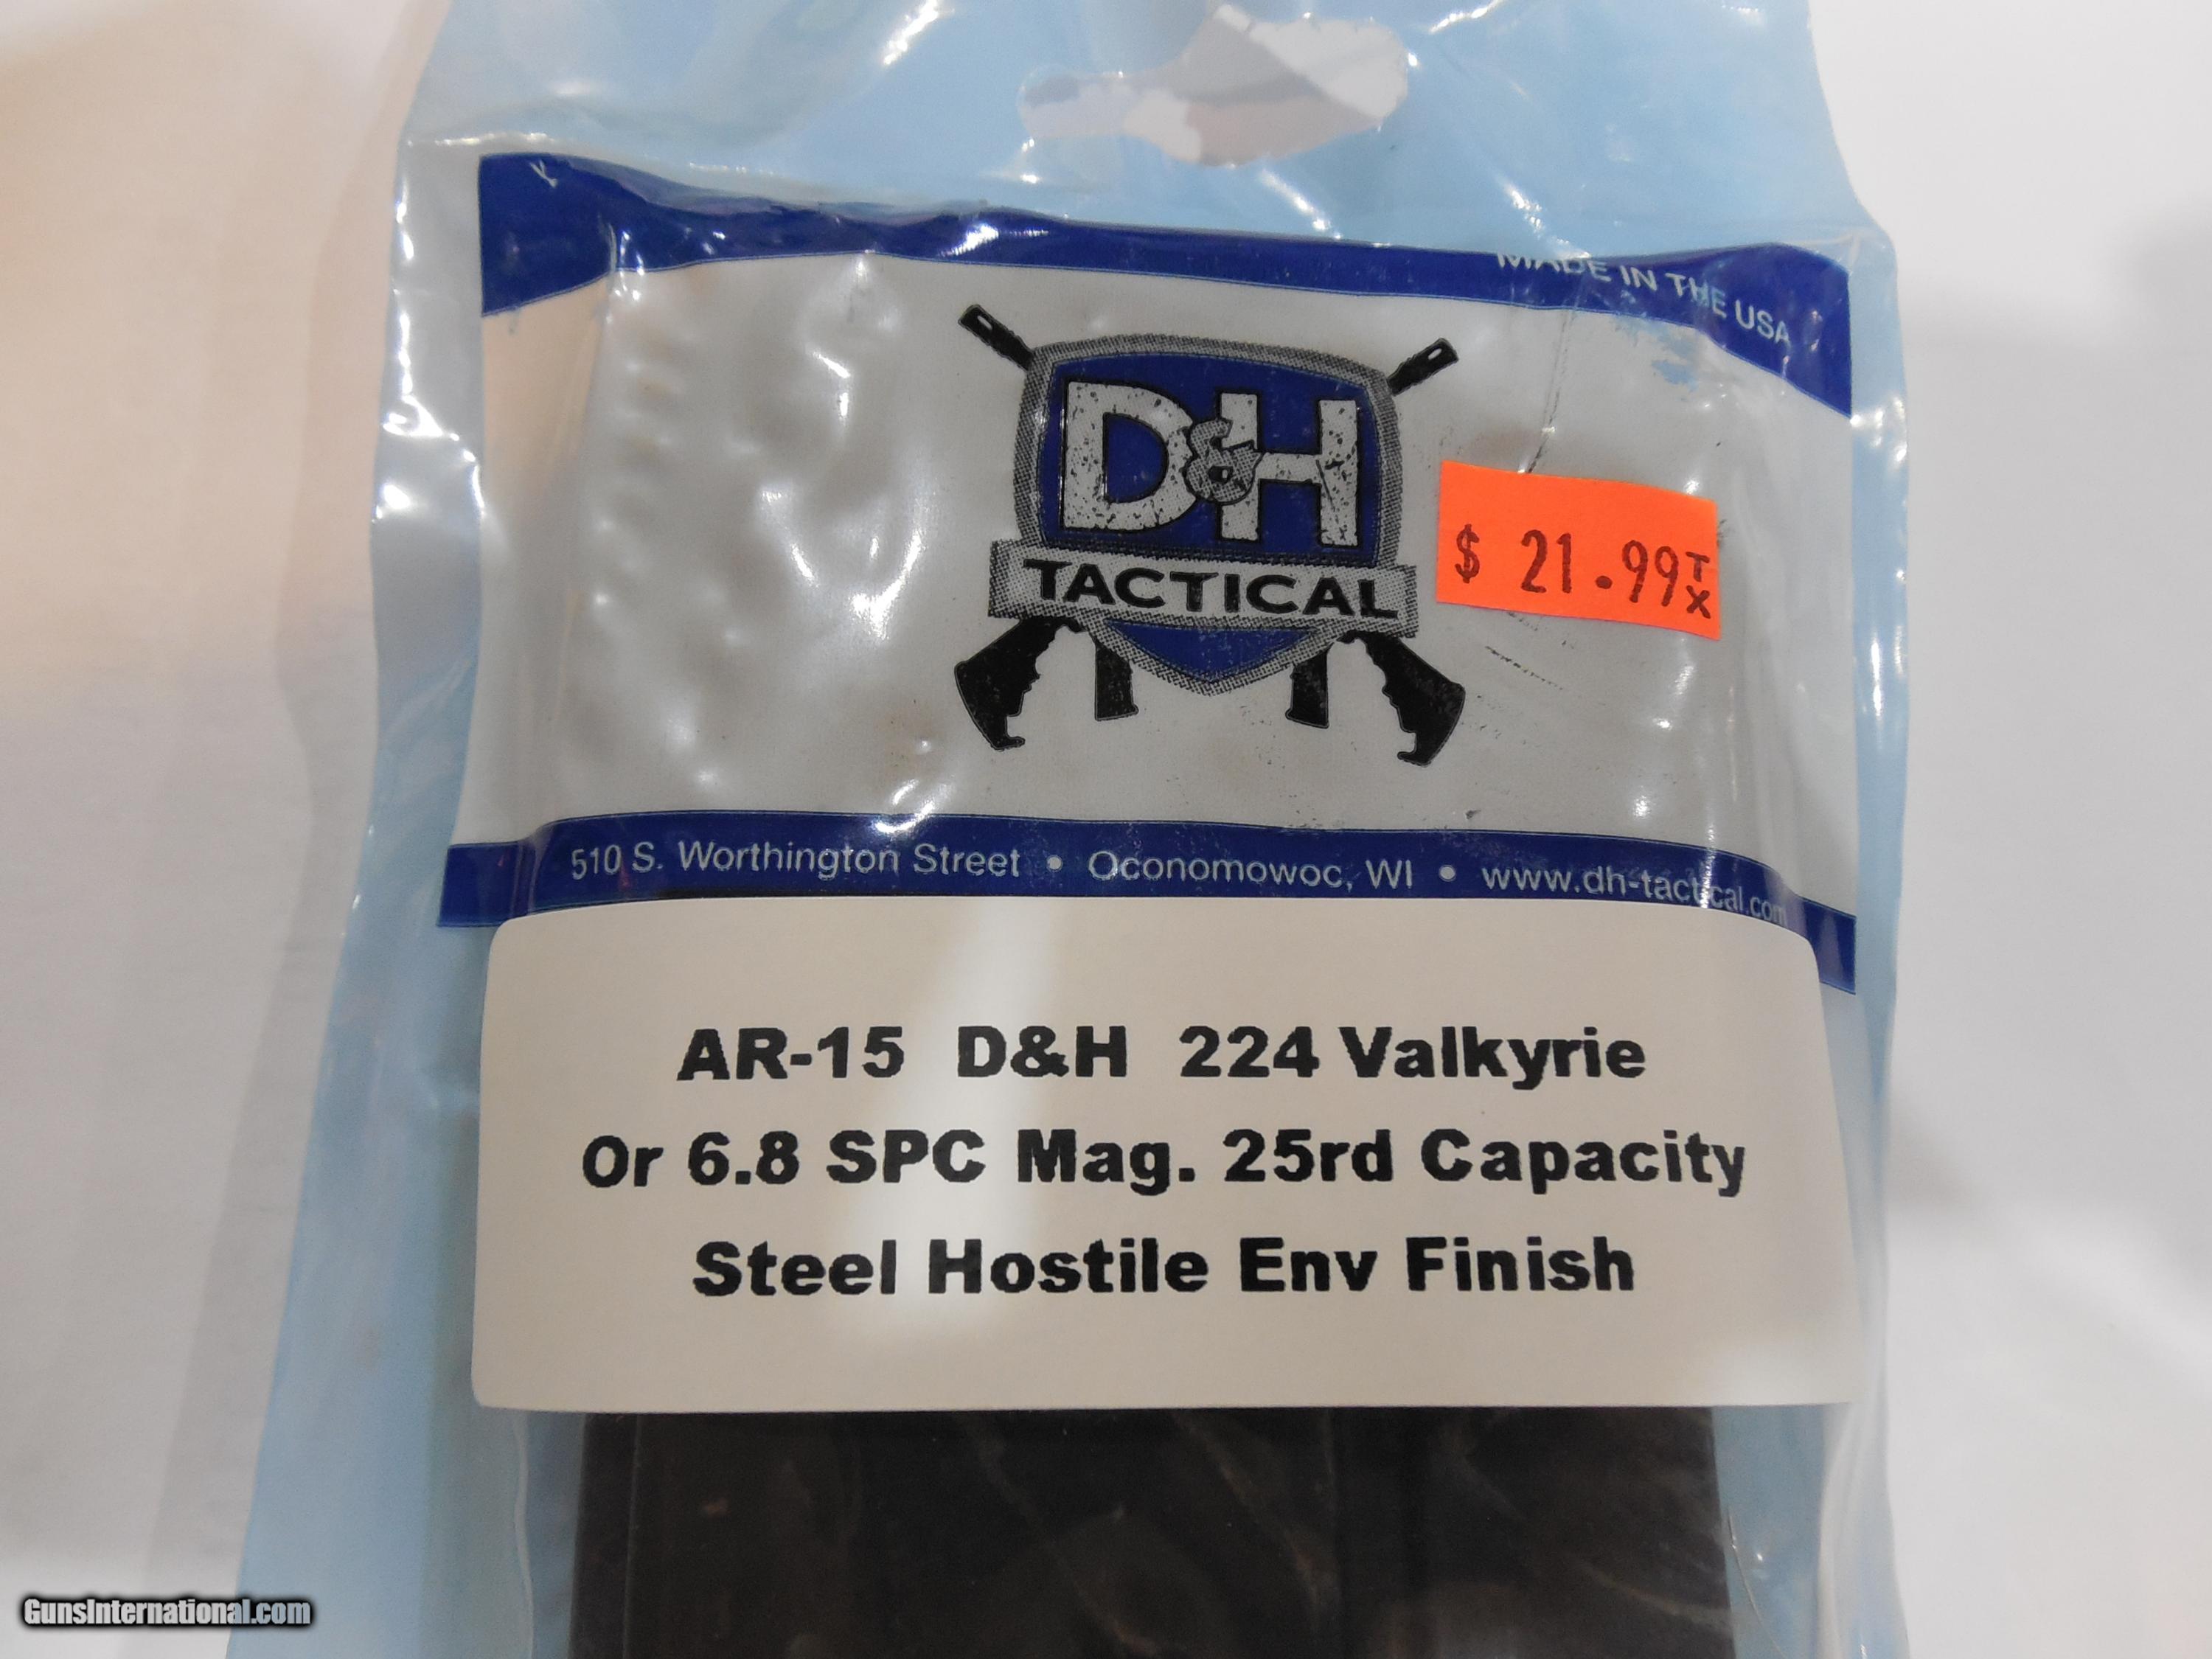 MADE IN THE USA
D&H
TACTICAL
$ 21.99 TX
510 S. Worthington Street • Oconomowoc, WI • www.dh-tactical.com
AR-15 D&H 224 Valkyrie
Or 6.8 SPC Mag. 25rd Capacity
Steel Hostile Env Finish
GunsInternational.com